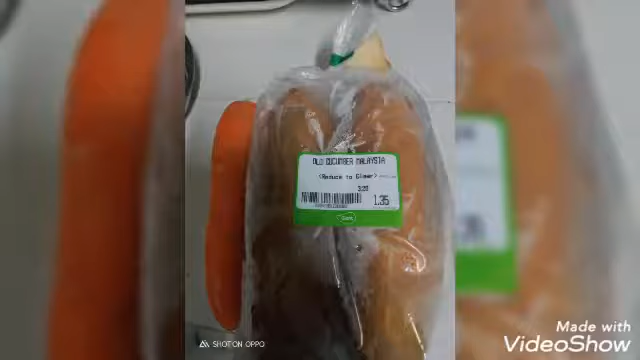 OLD CUCUMBER MALAYSIA
<Reduce to Clear>
3.20
1.35
SHOT ON OPPO
Made with
VideoShow